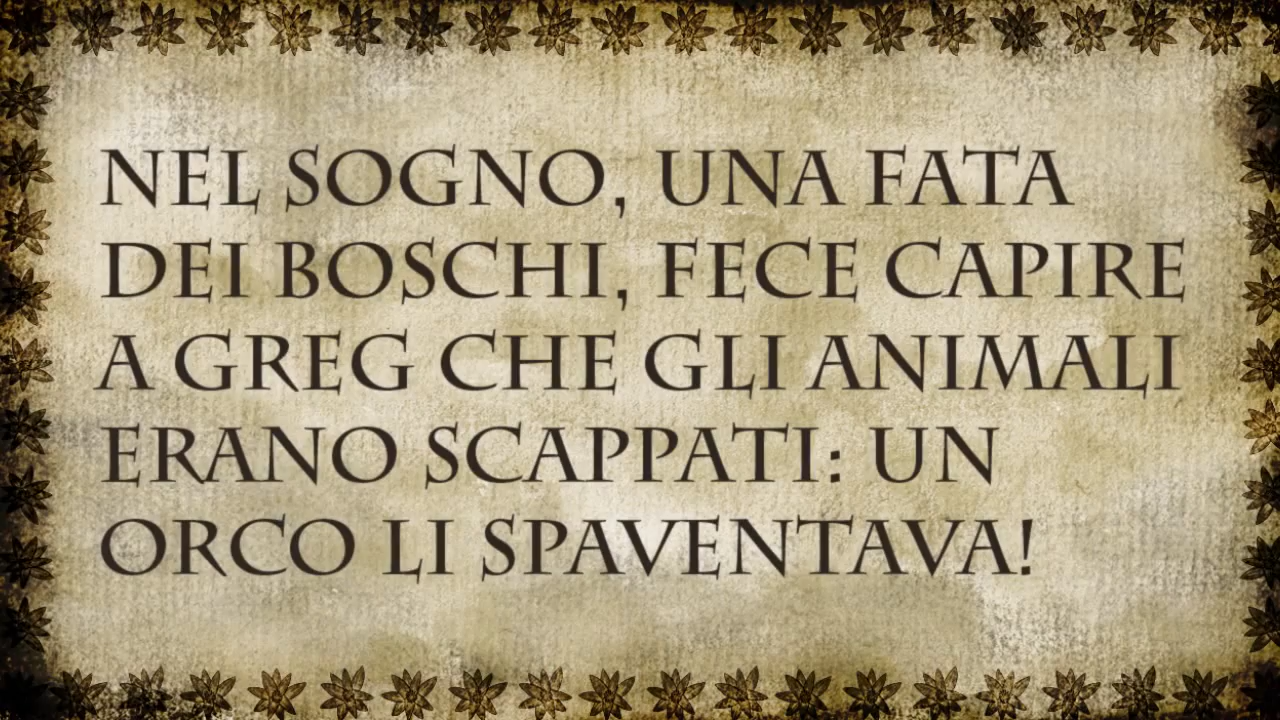 NEL SOGNO, UNA FATA
DEI BOSCHI, FECE CAPIRE
A GREG CHE GLI ANIMALI
ERANO SCAPPATI: UN
ORCO LI SPAVENTAVA!